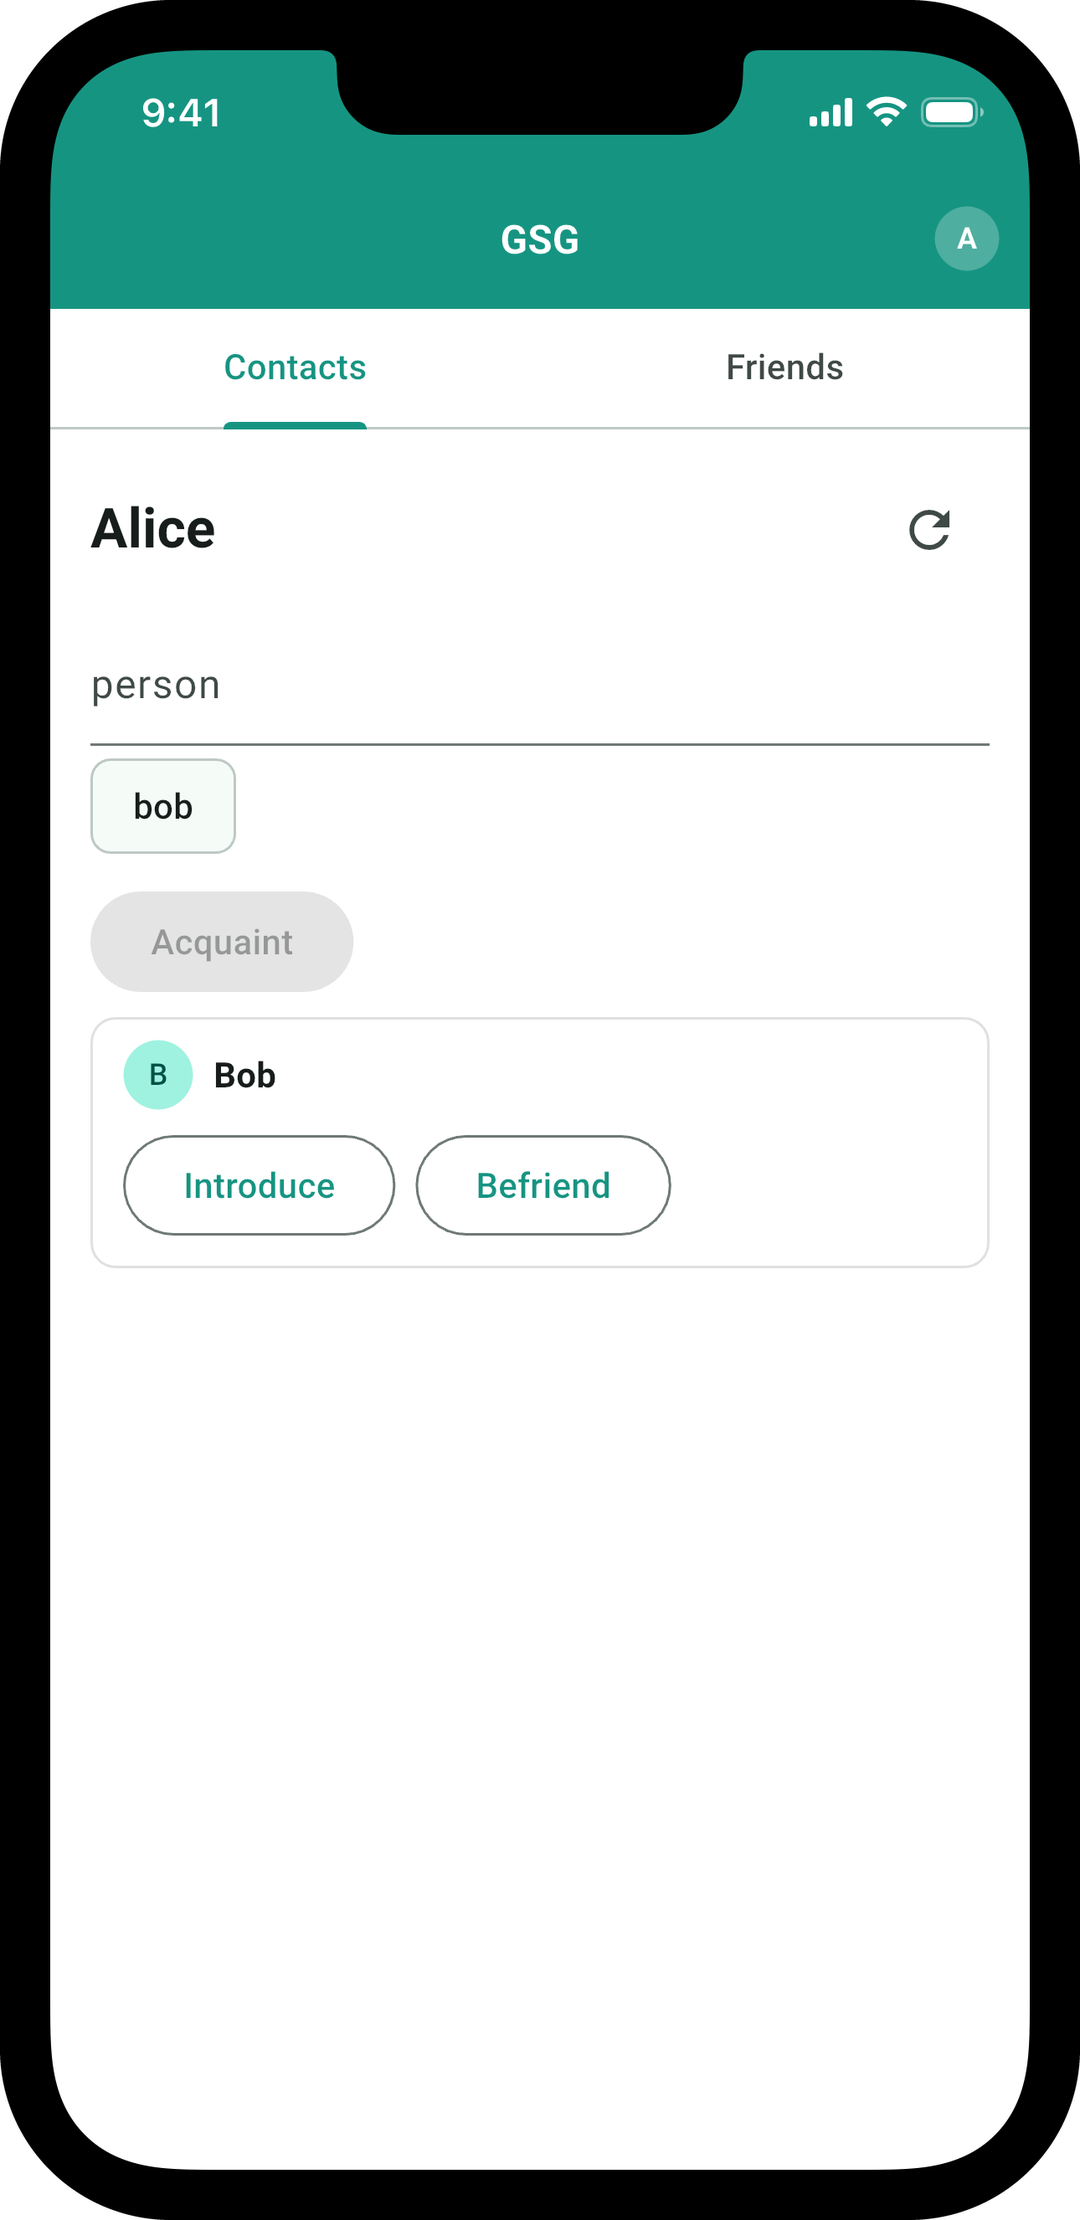 9:41
GSG
A
Contacts
Friends
Alice
person
bob
Acquaint
B
Bob
Introduce
Befriend